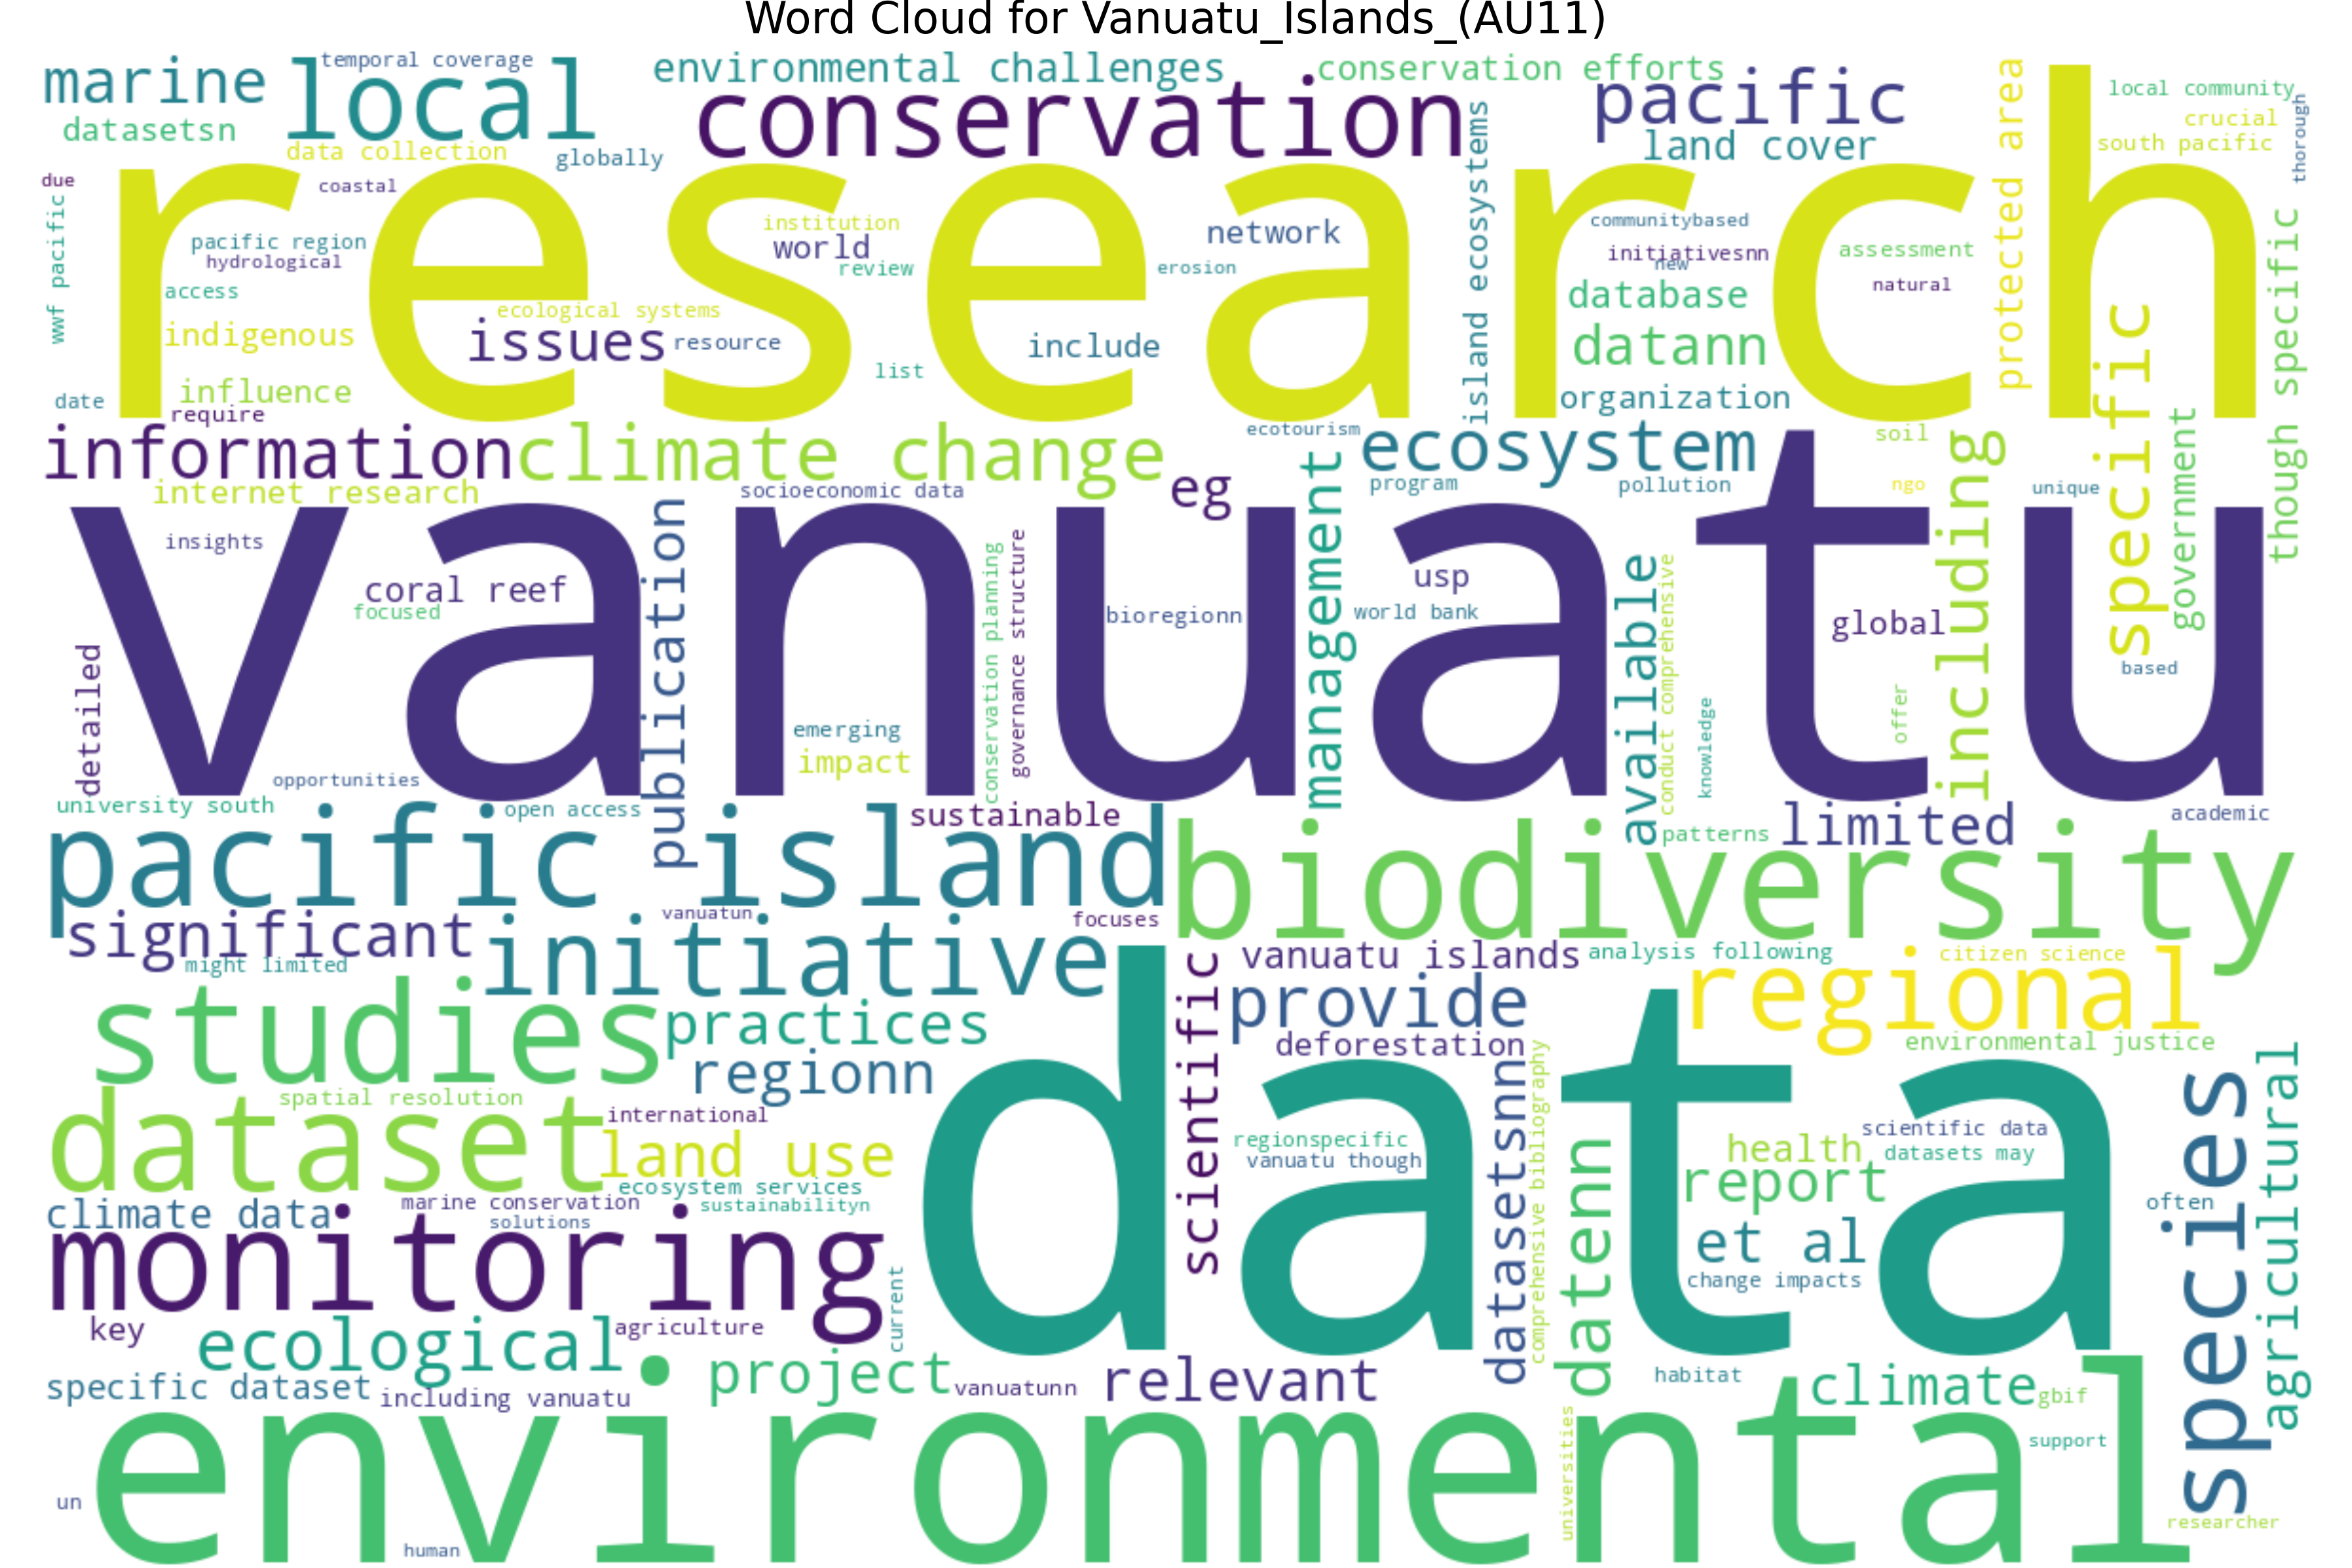 Word Cloud for Vanuatu_Islands_(AU11)
temporal coverage
marine
local
environmental challenges
conservation efforts
conservation
pacific
protected area
local community
datasetsn
land cover
crucial
south pacific
thorough
data collection
globally
island ecosystems
due
coastal
research
wwf pacific
institution
network
communitybased
pacific region
world
hydrological
review
erosion
initiativesnn
new
assessment
access
natural
database
ecological systems
indigenous
issues
resource
include
datann
list
influence
date
require
organization
specific
though specific
government
information
climate change
ecotourism
ecosystem
soil
including
internet research
socioeconomic data
eg
management
program
pollution
ngo
unique
vanuatu
insights
publication
coral reef
focused
conservation planning
governance structure
bioregionn
usp
world bank
available
conduct comprehensive
global
based
detailed
emerging
impact
knowledge
offer
opportunities
university south
open access
sustainable
patterns
limited
academic
pacific island
biodiversity
significant
vanuatun
focuses
initiative
might limited
vanuatu islands
analysis following
citizen science
regional
scientific
provide
studies
practices
deforestation
environmental justice
regionn
datasetsnn
comprehensive bibliography
data
spatial resolution
dataset
international
land use
regionspecific
vanuatu though
datenn
health
scientific data
datasets may
report
species
agricultural
ecosystem services
marine conservation
sustainabilityn
climate data
solutions
often
monitoring
et al
change impacts
current
key
ecological
agriculture
project
relevant
habitat
climate
gbif
specific dataset
including vanuatu
vanuatunn
environmental
universities
support
un
human
researcher